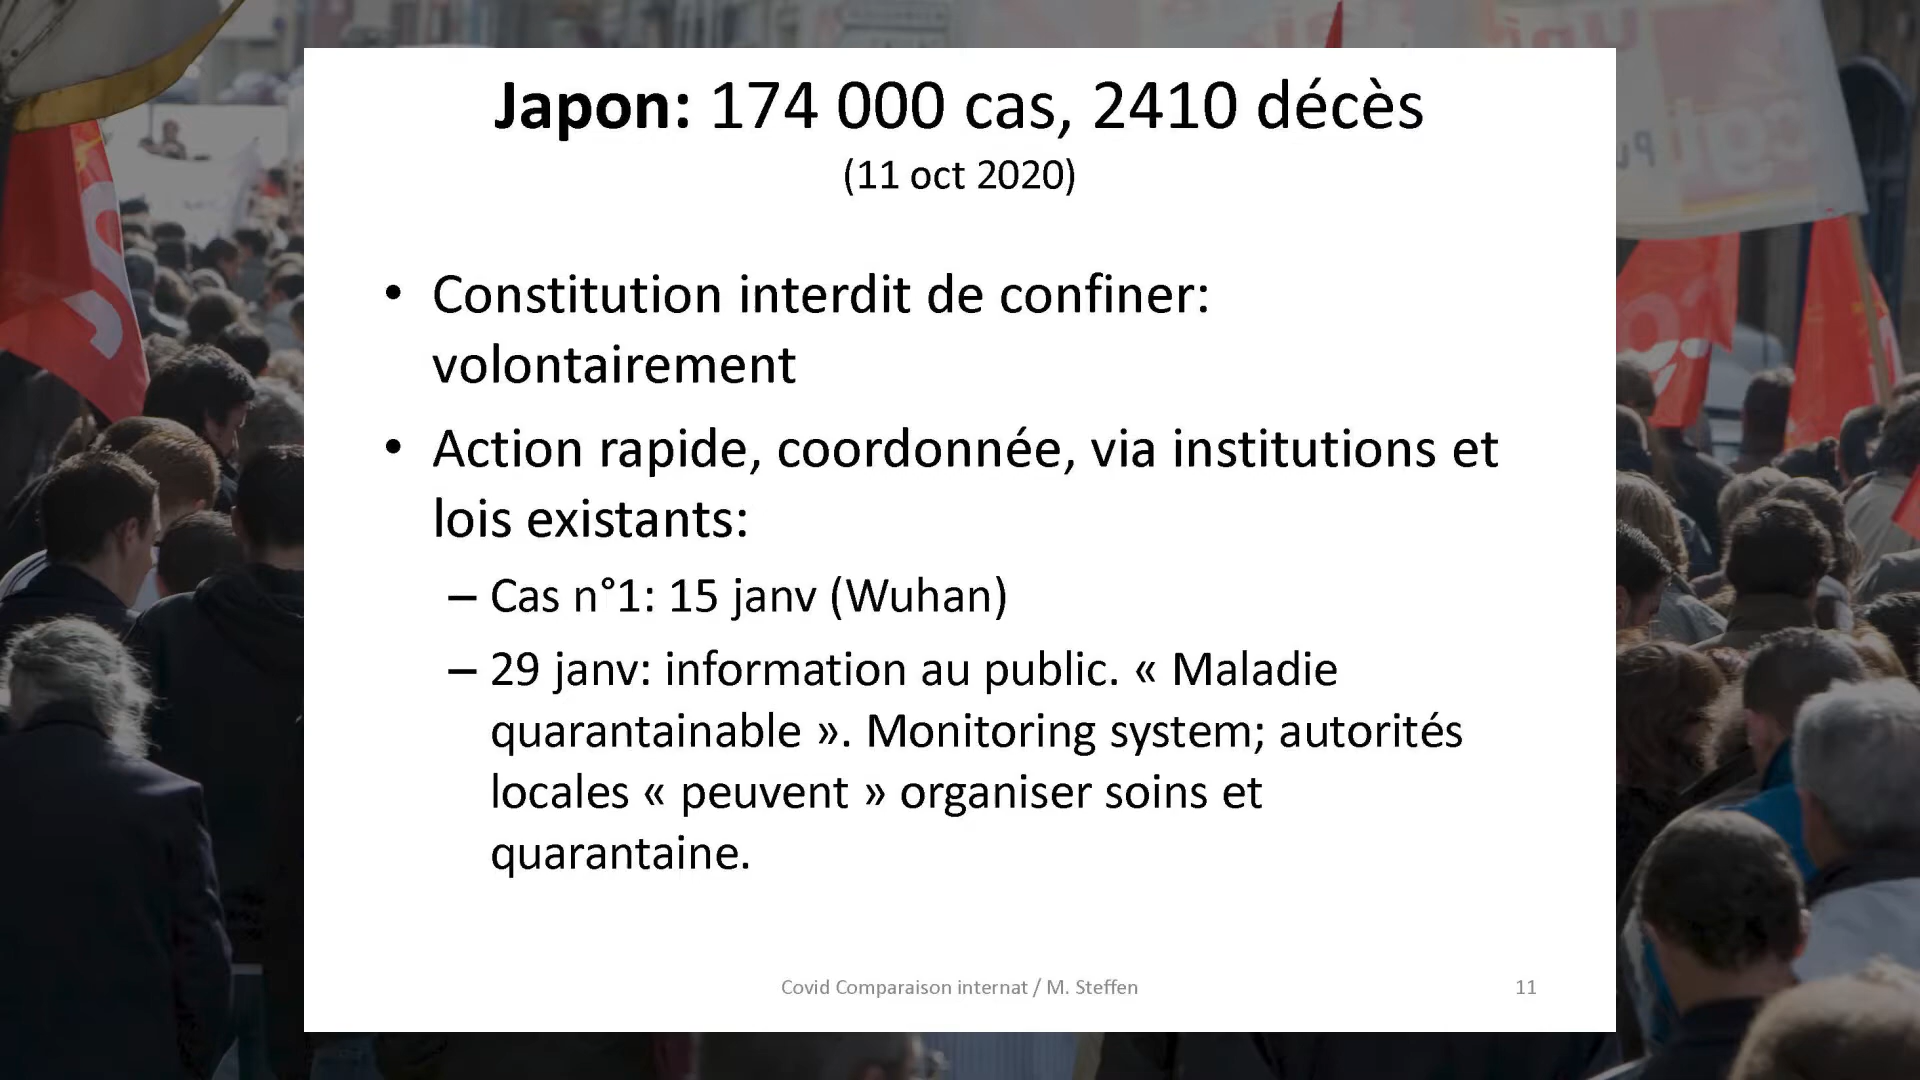 Japon: 174 000 cas, 2410 décès
(11 oct 2020)
• Constitution interdit de confiner:
volontairement
• Action rapide, coordonnée, via institutions et
lois existants:
– Cas n°1: 15 janv (Wuhan)
– 29 janv: information au public. « Maladie
quarantainable ». Monitoring system; autorités
locales « peuvent » organiser soins et
quarantaine.
Covid Comparaison internat / M. Steffen
11